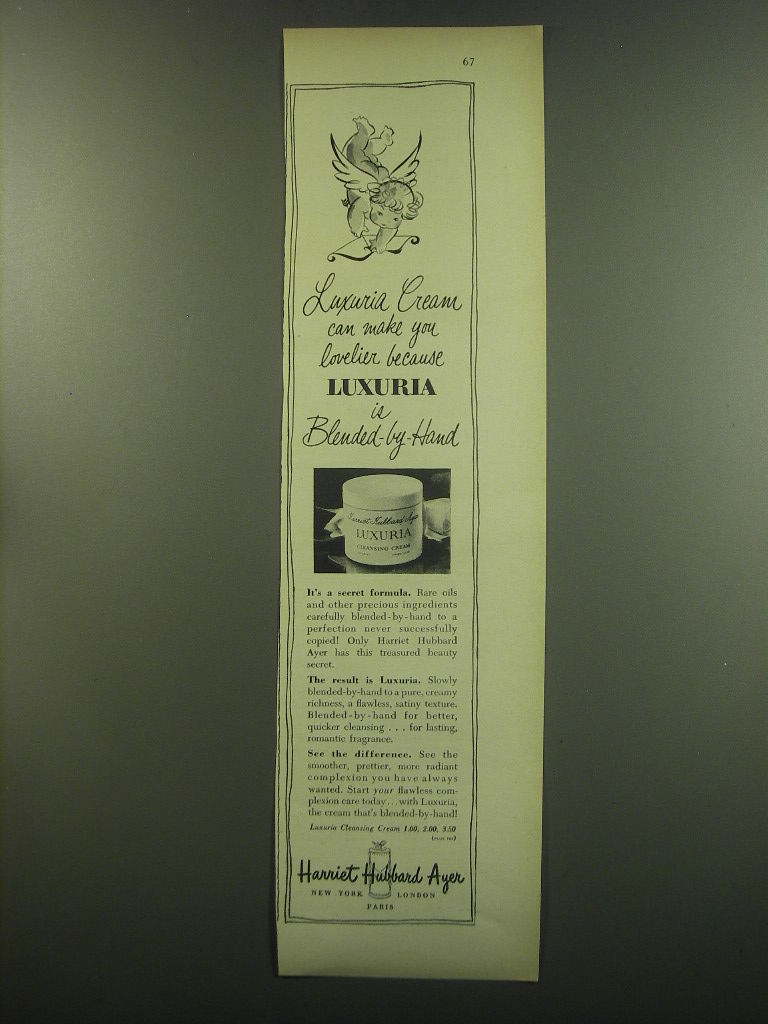 67
Luxuria Cream
can make you
lovelier because
LUXURIA
is
Blended-by-Hand
Harriet Hubbard Ayer
LUXURIA
CLEANSING CREAM
It's a secret formula. Rare oils
and other precious ingredients
carefully blended-by-hand to a
perfection never successfully
copied! Only Harriet Hubbard
Ayer has this treasured beauty
secret.
The result is Luxuria. Slowly
blended-by-hand to a pure, creamy
richness, a flawless, satiny texture.
Blended-by-hand for better,
quicker cleansing . . . for lasting,
romantic fragrance.
See the difference. See the
smoother, prettier, more radiant
complexion you have always
wanted. Start your flawless com-
plexion care today... with Luxuria,
the cream that's blended-by-hand!
Luxuria Cleansing Cream 1.00, 2.00, 3.50
(PLUS TAX)
Harriet Hubbard Ayer
NEW YORK LONDON
PARIS